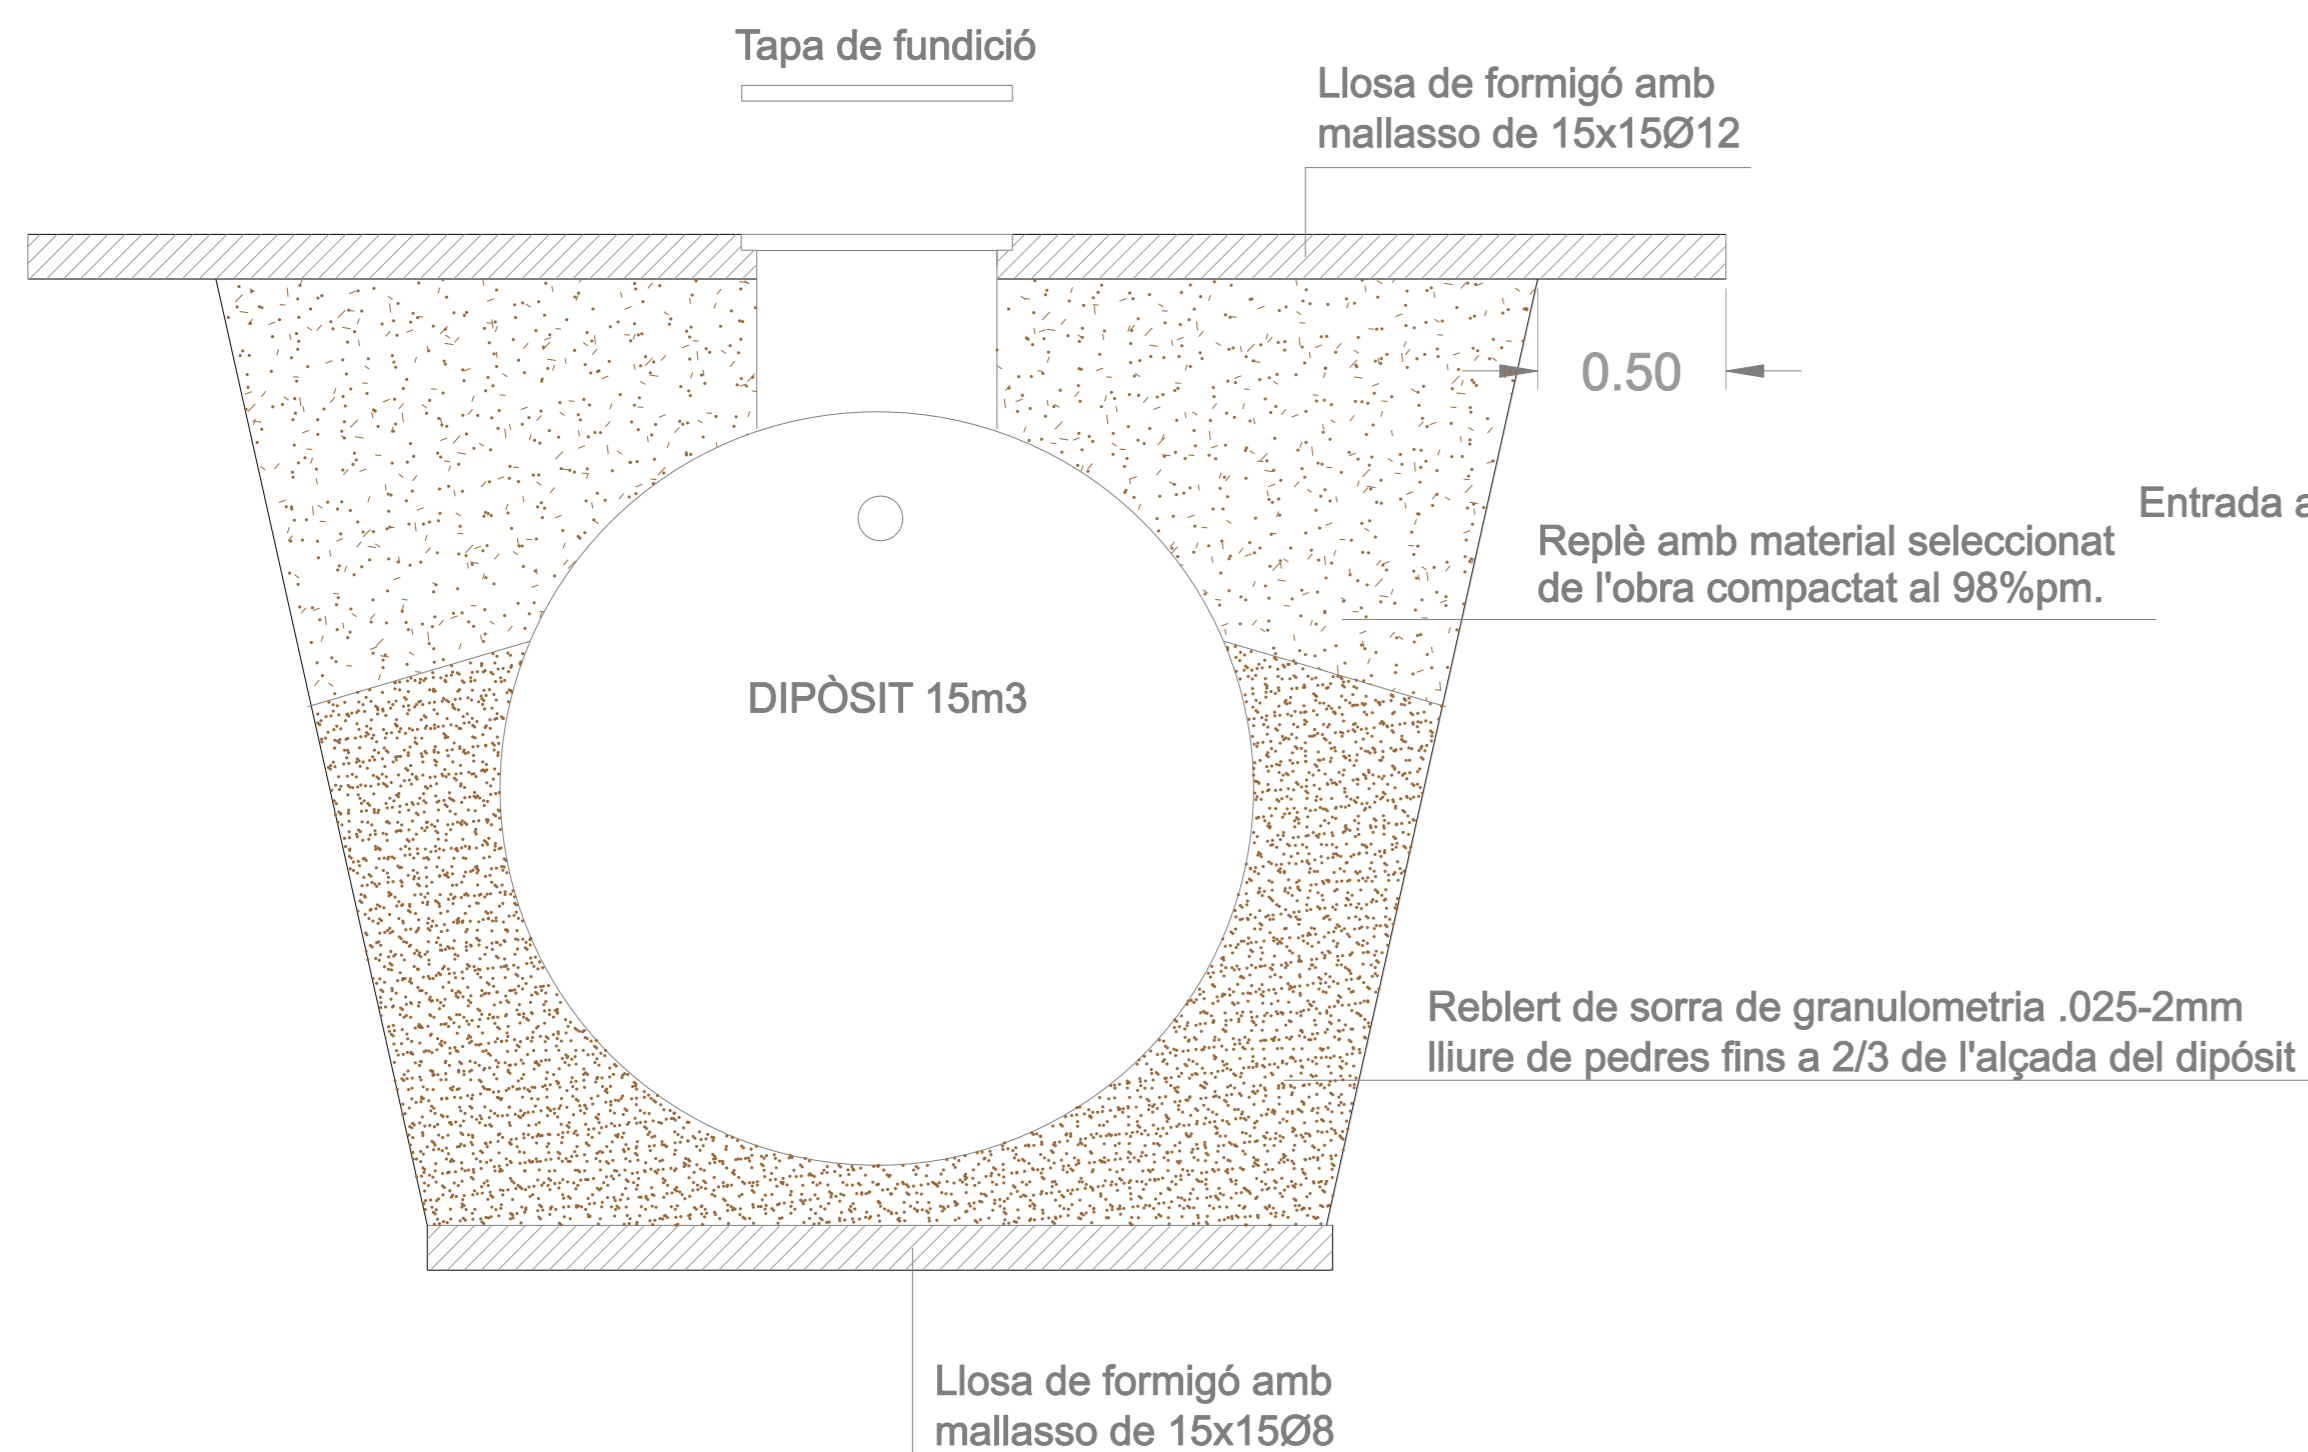 Tapa de fundició
Llosa de formigó amb
mallasso de 15x15Ø12
0.50
Entrada a
Replè amb material seleccionat
de l'obra compactat al 98%pm.
DIPÒSIT 15m3
Reblert de sorra de granulometria .025-2mm
lliure de pedres fins a 2/3 de l'alçada del dipósit
Llosa de formigó amb
mallasso de 15x15Ø8